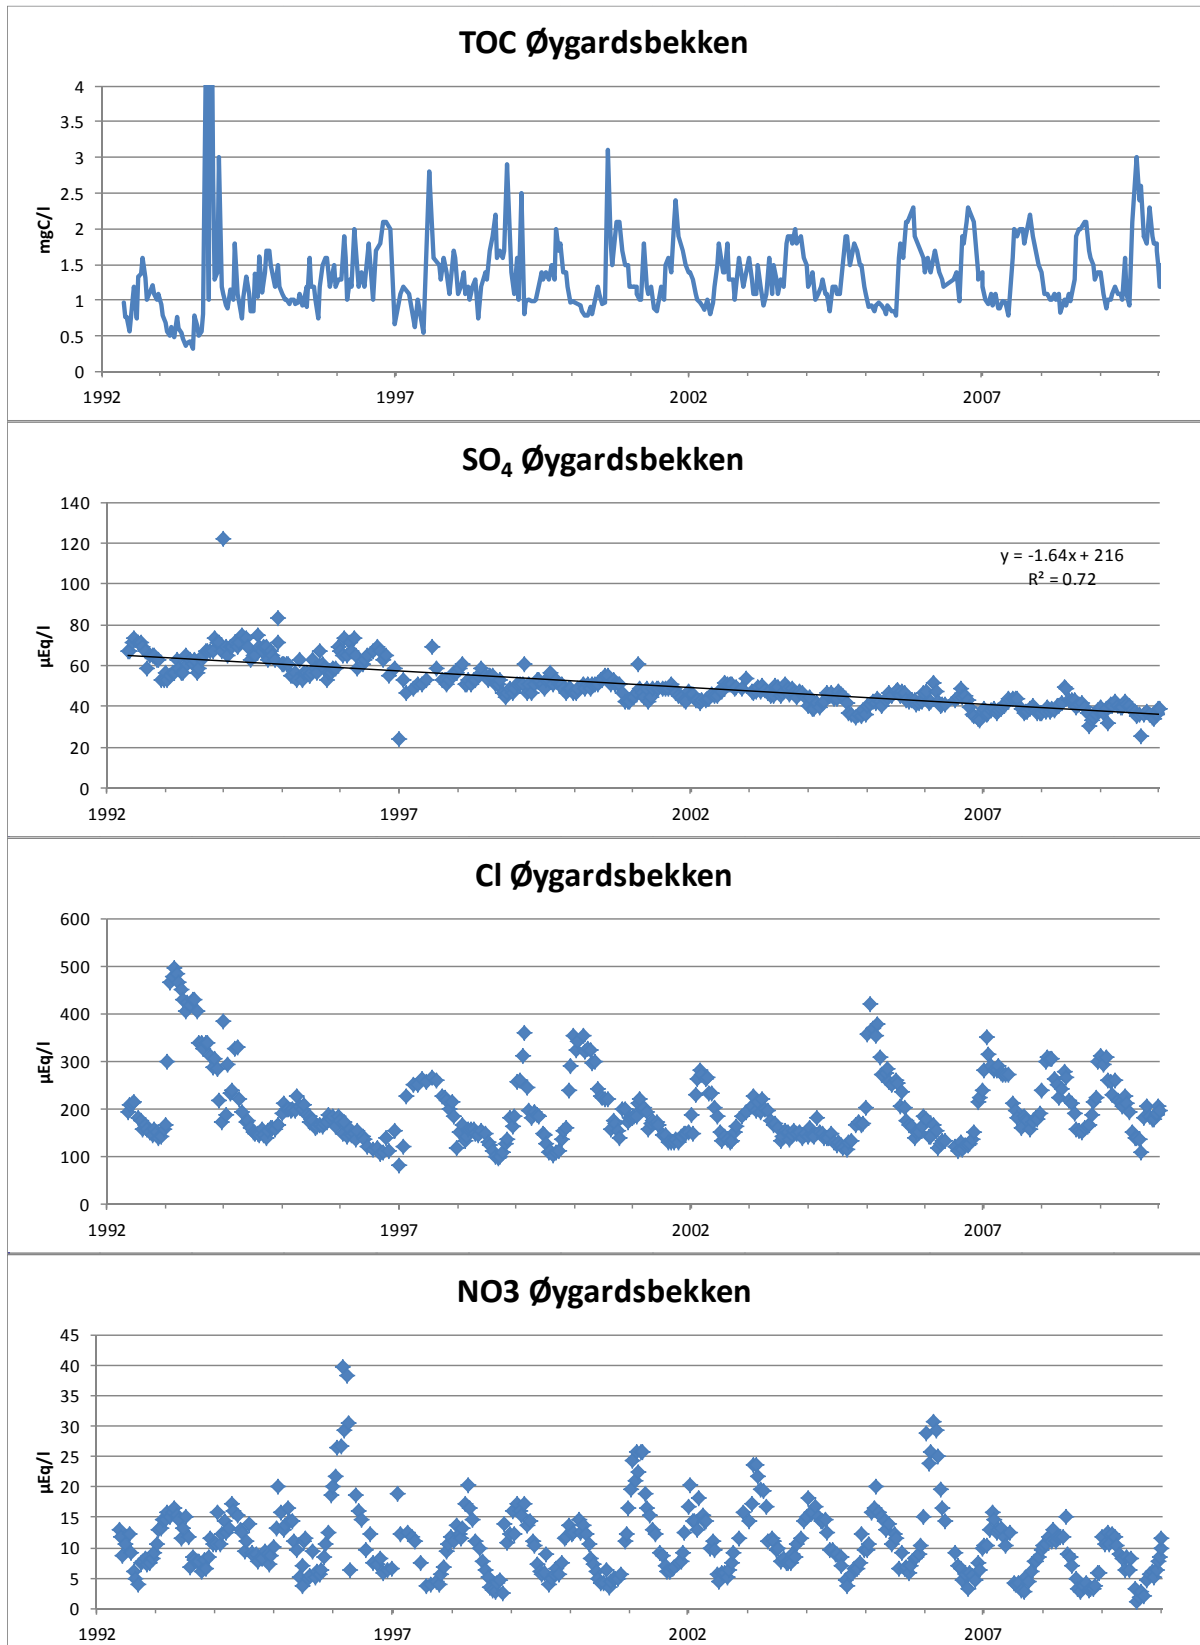 TOC Øygardsbekken
4
3.5
3
2.5
2
1.5
1
0.5
0
mgC/l
1992 1997 2002 2007
SO₄ Øygardsbekken
140
120
100
80
60
40
20
0
µEq/l
y = -1.64x + 216
R² = 0.72
1992 1997 2002 2007
Cl Øygardsbekken
600
500
400
300
200
100
0
µEq/l
1992 1997 2002 2007
NO3 Øygardsbekken
45
40
35
30
25
20
15
10
5
0
µEq/l
1992 1997 2002 2007